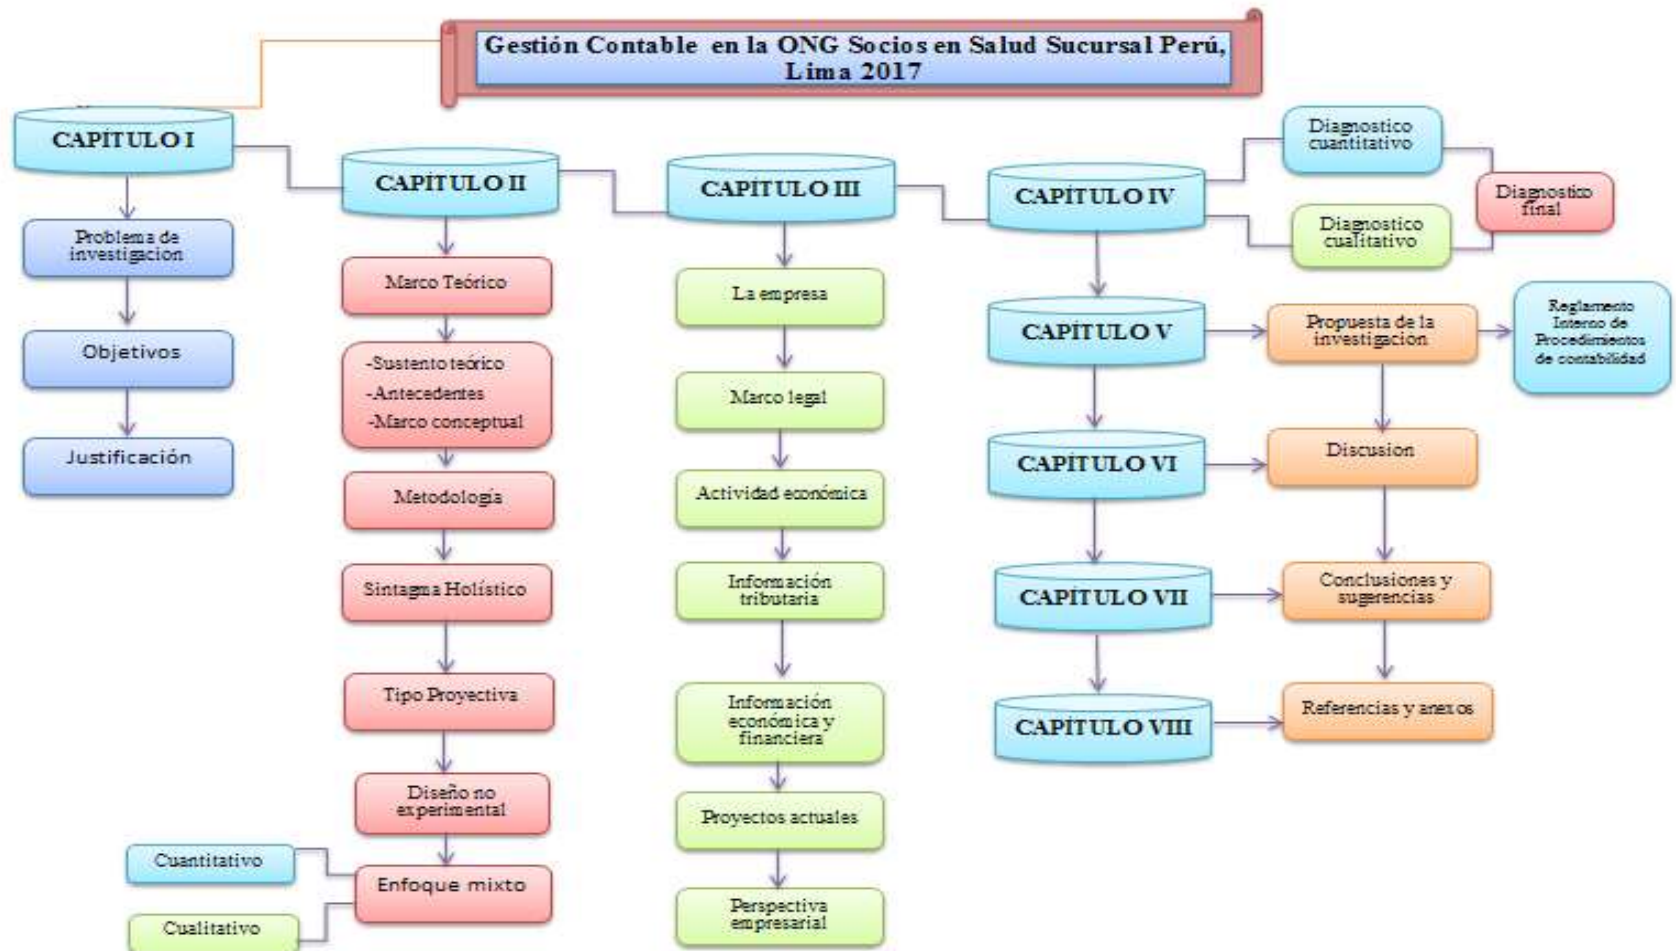 Gestión Contable en la ONG Socios en Salud Sucursal Perú,
Lima 2017
CAPÍTULO I
Problema de
investigacion
Objetivos
Justificación
CAPÍTULO II
Marco Teórico
-Sustento teórico
-Antecedentes
-Marco conceptual
Metodología
Sintagma Holístico
Tipo Proyectiva
Diseño no
experimental
Enfoque mixto
Cuantitativo
Cualitativo
CAPÍTULO III
La empresa
Marco legal
Actividad económica
Información
tributaria
Información
económica y
financiera
Proyectos actuales
Perspectiva
empresarial
CAPÍTULO IV
Diagnostico
cuantitativo
Diagnostico
cualitativo
Diagnostico
final
CAPÍTULO V
Propuesta de la
investigacion
Reglamento
Interno de
Procedimientos
de contabilidad
CAPÍTULO VI
Discusion
CAPÍTULO VII
Conclusiones y
sugerencias
CAPÍTULO VIII
Referencias y anexos